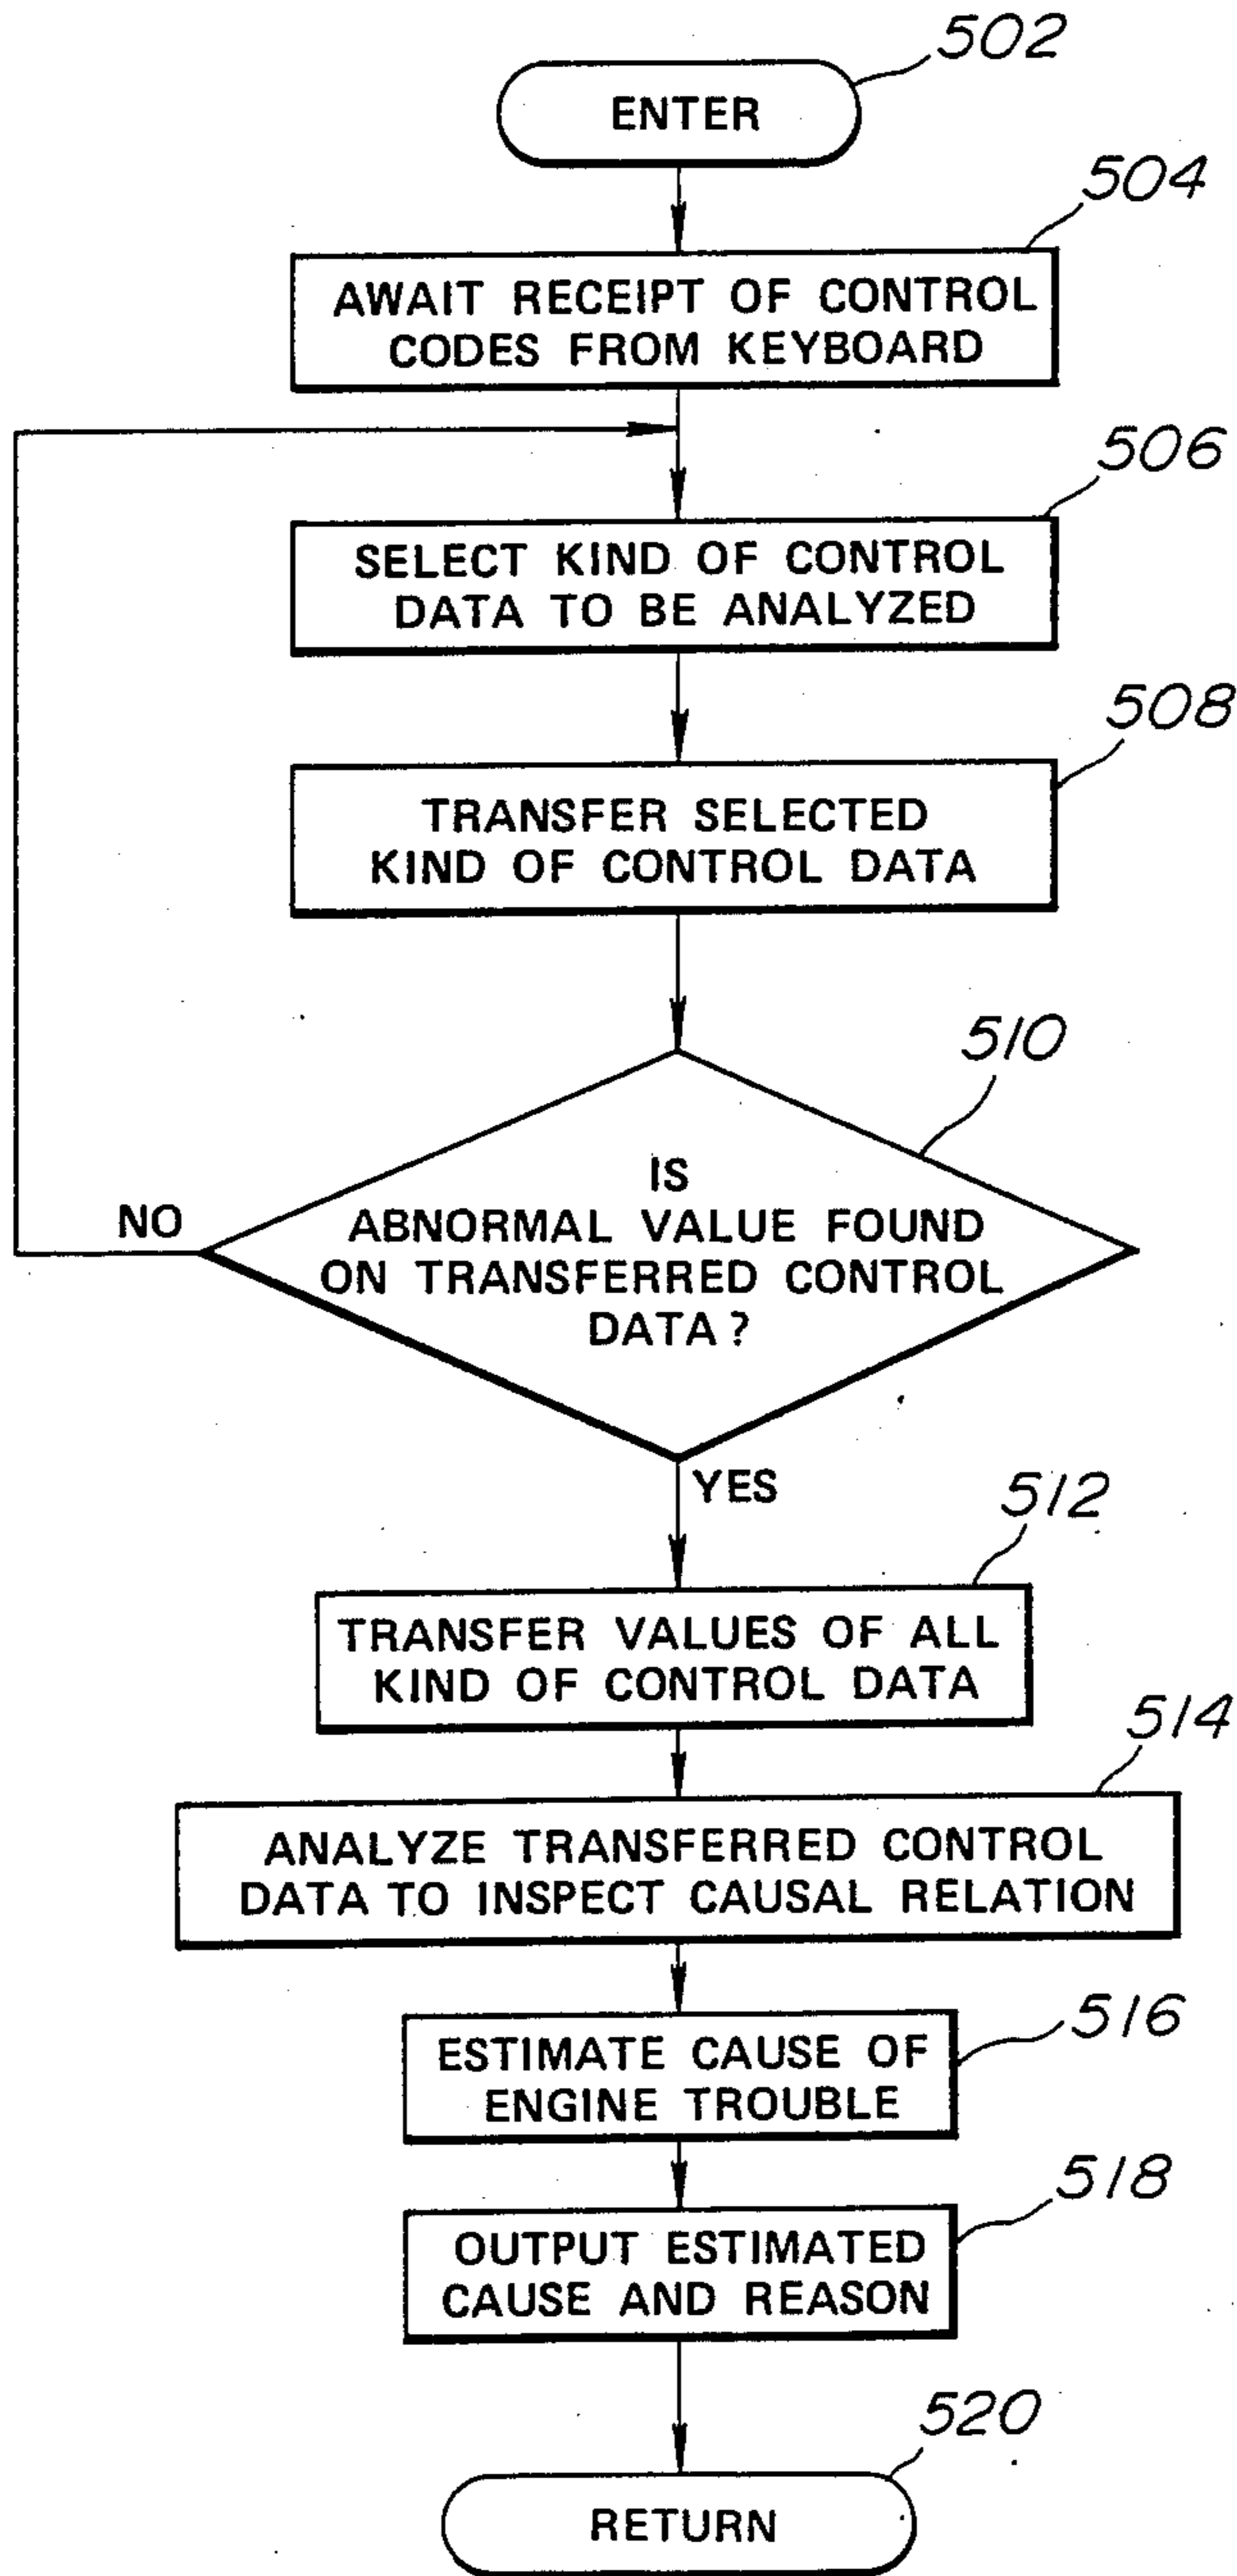 502
ENTER
504
AWAIT RECEIPT OF CONTROL
CODES FROM KEYBOARD
506
SELECT KIND OF CONTROL
DATA TO BE ANALYZED
508
TRANSFER SELECTED
KIND OF CONTROL DATA
510
IS
ABNORMAL VALUE FOUND
ON TRANSFERRED CONTROL
DATA?
NO
YES
512
TRANSFER VALUES OF ALL
KIND OF CONTROL DATA
514
ANALYZE TRANSFERRED CONTROL
DATA TO INSPECT CAUSAL RELATION
516
ESTIMATE CAUSE OF
ENGINE TROUBLE
518
OUTPUT ESTIMATED
CAUSE AND REASON
520
RETURN